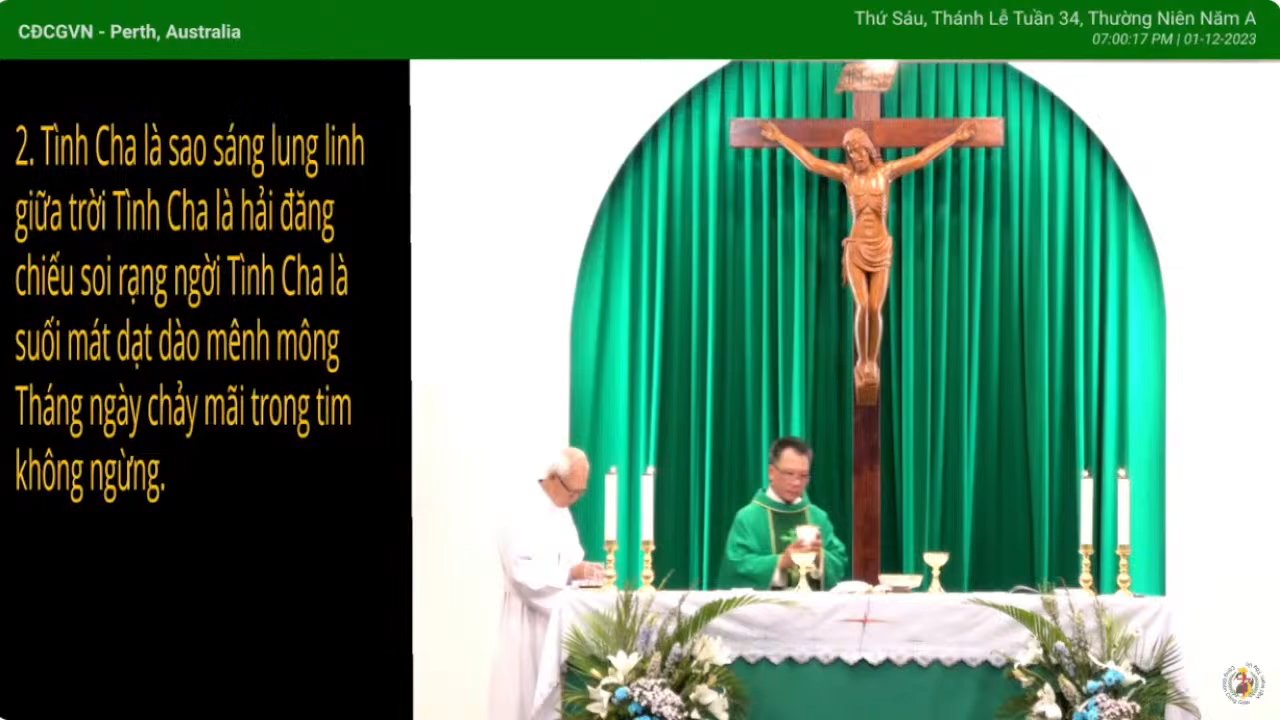 CĐCGVN - Perth, Australia
Thứ Sáu, Thánh Lễ Tuần 34, Thường Niên Năm A
07:00:17 PM | 01-12-2023
2. Tình Cha là sao sáng lung linh
giữa trời Tình Cha là hải đăng
chiếu soi rạng ngời Tình Cha là
suối mát dạt dào mênh mông
Tháng ngày chảy mãi trong tim
không ngừng.